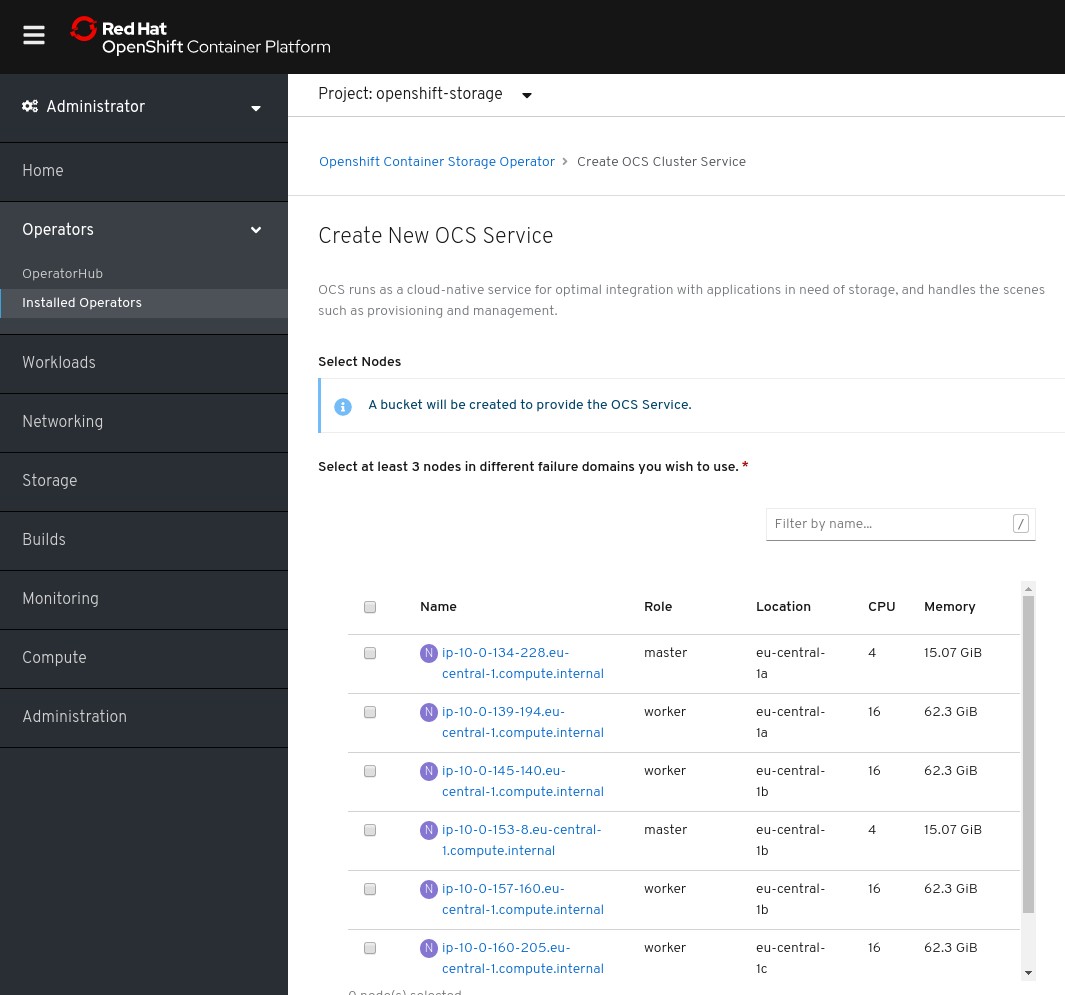 Red Hat
OpenShift Container Platform
Administrator
Home
Operators
OperatorHub
Installed Operators
Workloads
Networking
Storage
Builds
Monitoring
Compute
Administration
Project: openshift-storage
Openshift Container Storage Operator > Create OCS Cluster Service
Create New OCS Service
OCS runs as a cloud-native service for optimal integration with applications in need of storage, and handles the scenes
such as provisioning and management.
Select Nodes
A bucket will be created to provide the OCS Service.
Select at least 3 nodes in different failure domains you wish to use. *
Filter by name... /
Name Role Location CPU Memory
N ip-10-0-134-228.eu- master eu-central- 4 15.07 GiB
central-1.compute.internal 1a
N ip-10-0-139-194.eu- worker eu-central- 16 62.3 GiB
central-1.compute.internal 1a
N ip-10-0-145-140.eu- worker eu-central- 16 62.3 GiB
central-1.compute.internal 1b
N ip-10-0-153-8.eu-central- master eu-central- 4 15.07 GiB
1.compute.internal 1b
N ip-10-0-157-160.eu- worker eu-central- 16 62.3 GiB
central-1.compute.internal 1b
N ip-10-0-160-205.eu- worker eu-central- 16 62.3 GiB
central-1.compute.internal 1c
0 node(s) selected